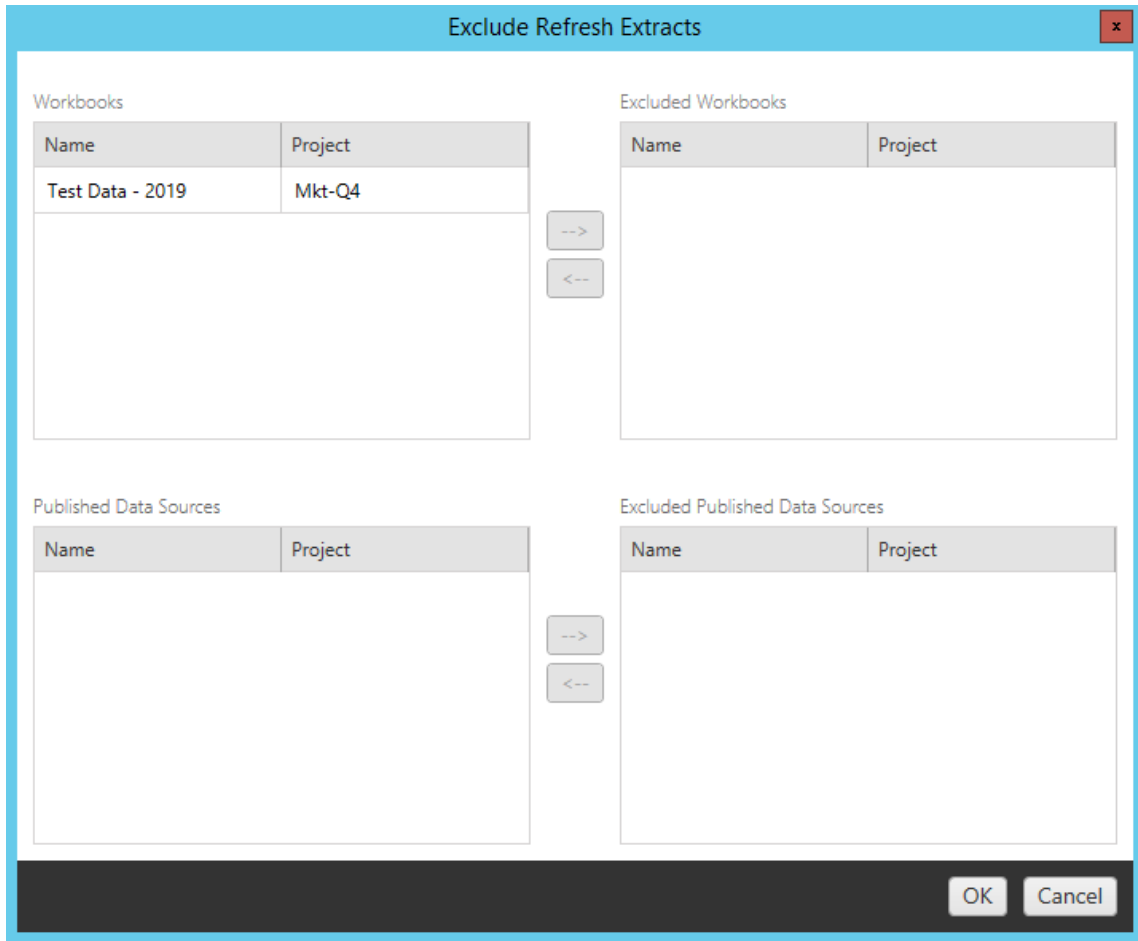 Exclude Refresh Extracts
x
Workbooks
Excluded Workbooks
Name Project
Name Project
Test Data - 2019 Mkt-Q4
-->
<--
Published Data Sources
Excluded Published Data Sources
Name Project
Name Project
-->
<--
OK Cancel